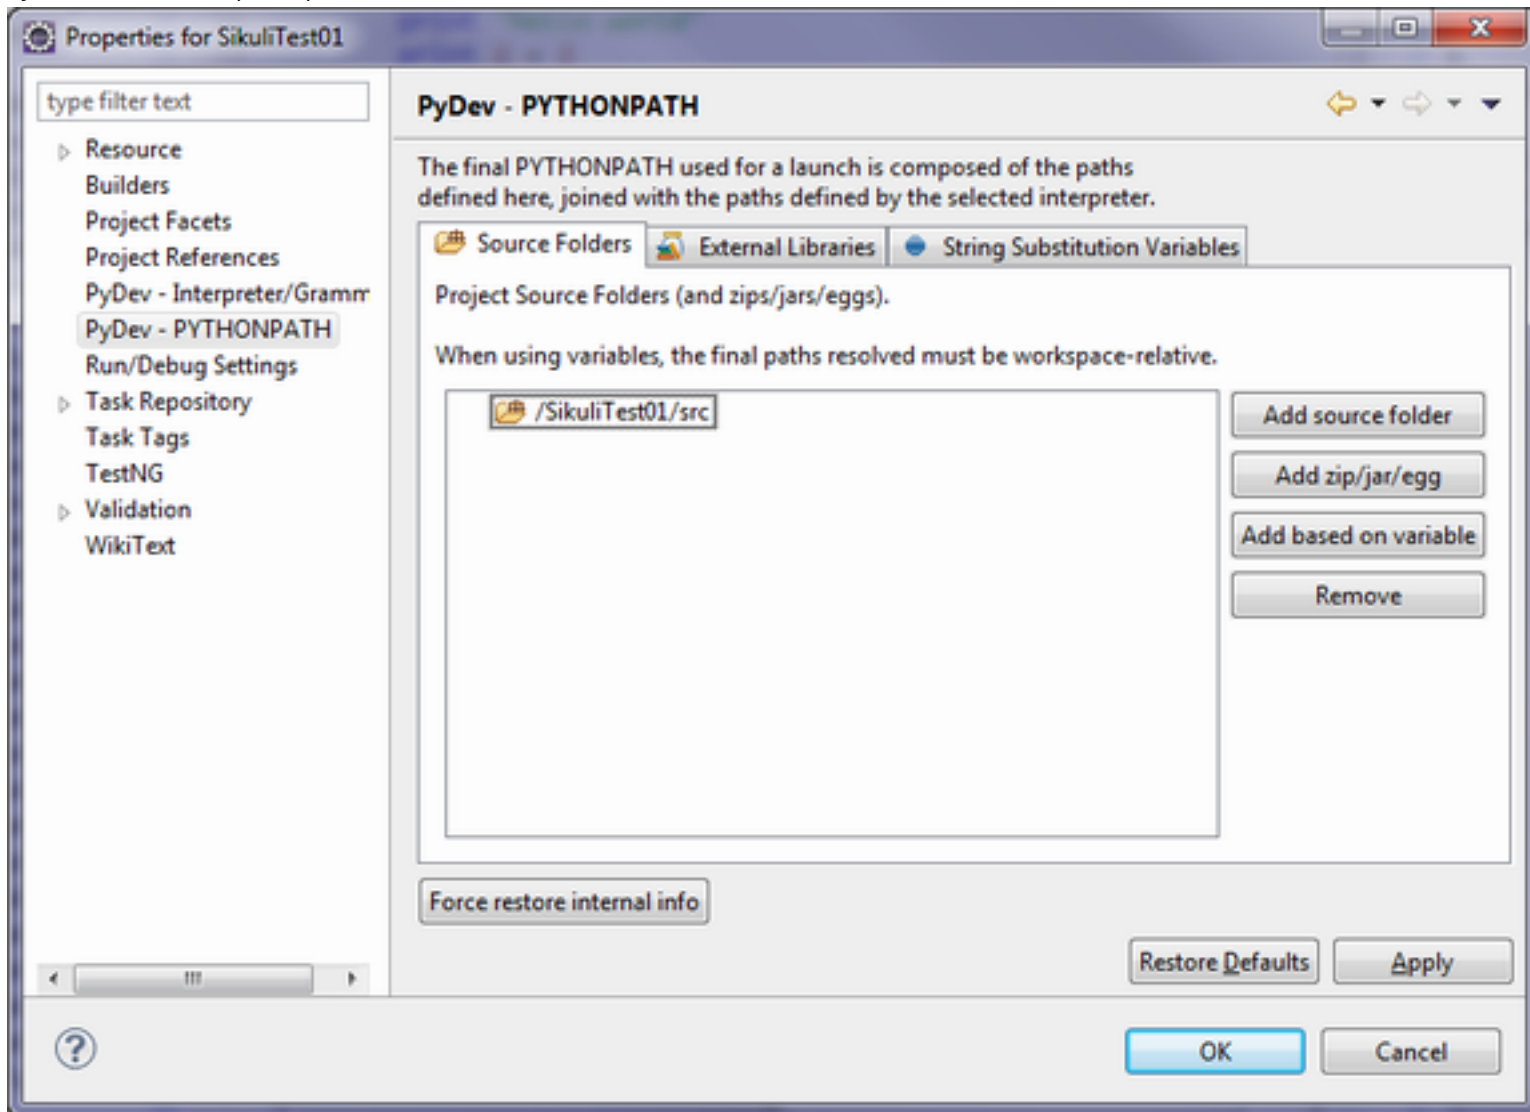 Properties for SikuliTest01
type filter text
Resource
Builders
Project Facets
Project References
PyDev - Interpreter/Gramm
PyDev - PYTHONPATH
Run/Debug Settings
Task Repository
Task Tags
TestNG
Validation
WikiText
PyDev - PYTHONPATH
The final PYTHONPATH used for a launch is composed of the paths
defined here, joined with the paths defined by the selected interpreter.
Source Folders External Libraries String Substitution Variables
Project Source Folders (and zips/jars/eggs).
When using variables, the final paths resolved must be workspace-relative.
/SikuliTest01/src
Add source folder
Add zip/jar/egg
Add based on variable
Remove
Force restore internal info
Restore Defaults Apply
OK Cancel